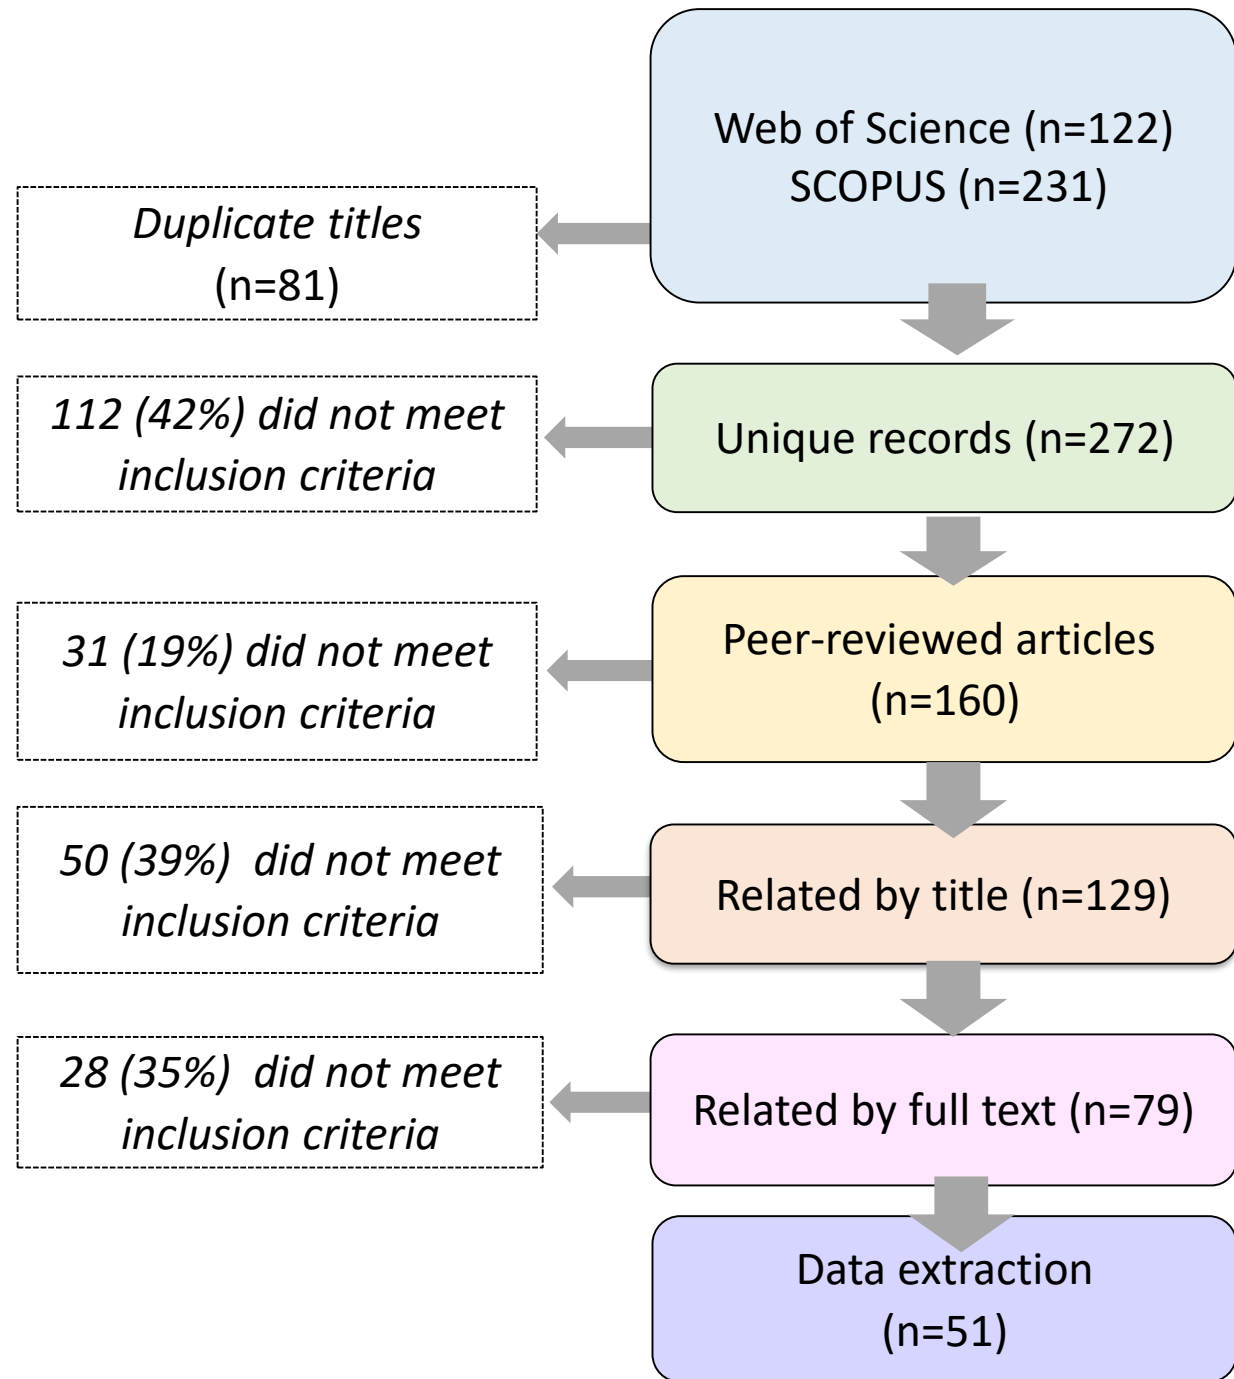 Web of Science (n=122)
SCOPUS (n=231)
Duplicate titles
(n=81)
112 (42%) did not meet
inclusion criteria
Unique records (n=272)
31 (19%) did not meet
inclusion criteria
Peer-reviewed articles
(n=160)
50 (39%)  did not meet
inclusion criteria
Related by title (n=129)
28 (35%)  did not meet
inclusion criteria
Related by full text (n=79)
Data extraction
(n=51)